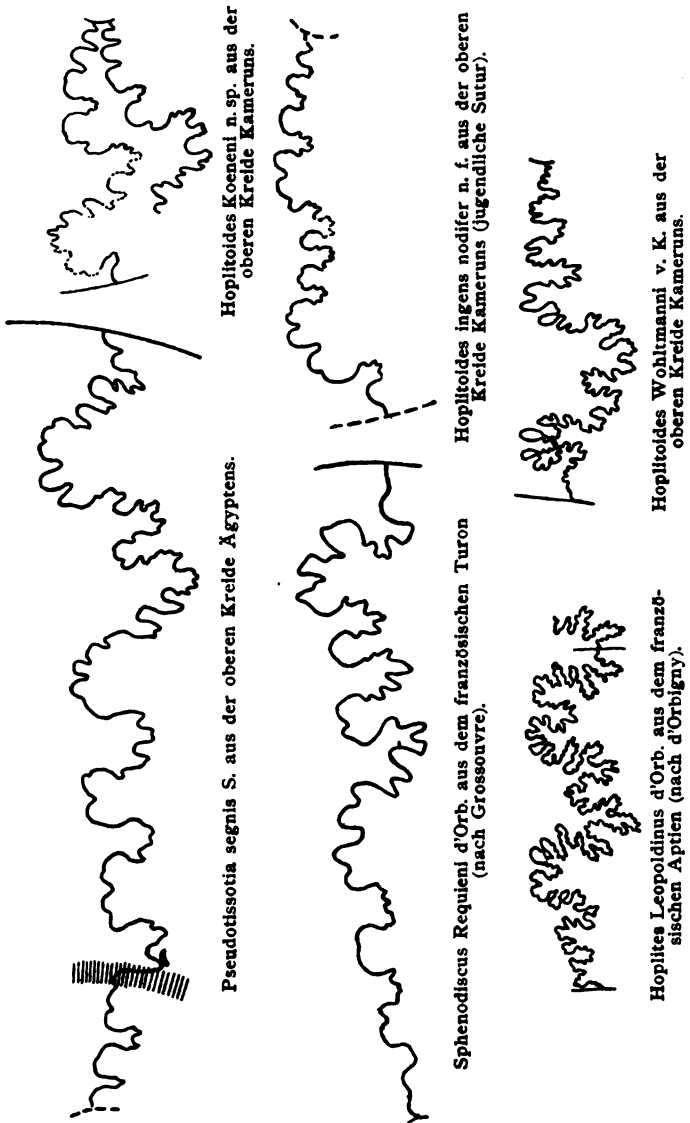 Pseudotissotia segnis S. aus der oberen Kreide Ägyptens.
Hoplitoides Koeneni n. sp. aus der
oberen Kreide Kameruns.
Sphenodiscus Requieni d'Orb. aus dem französischen Turon
(nach Grossouvre).
Hoplitoides ingens nodifer n. f. aus der oberen
Kreide Kameruns (jugendliche Sutur).
Hoplites Leopoldinus d'Orb. aus dem franzö-
sischen Aptien (nach d'Orbigny).
Hoplitoides Wohltmanni v. K. aus der
oberen Kreide Kameruns.